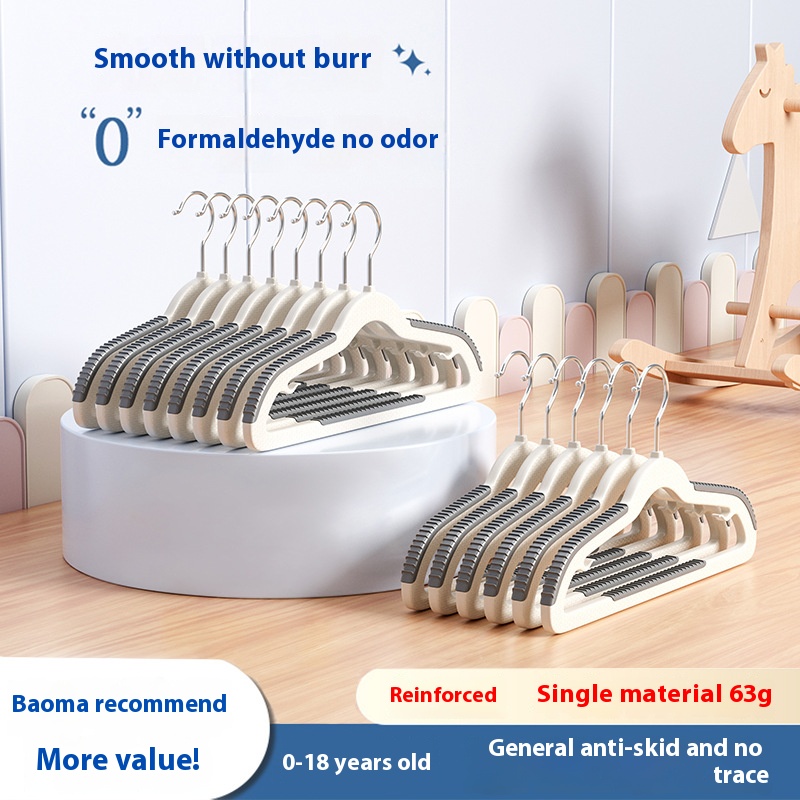 Smooth without burr
“0” Formaldehyde no odor
Baoma recommend
More value!
Reinforced Single material 63g
0-18 years old
General anti-skid and no
trace